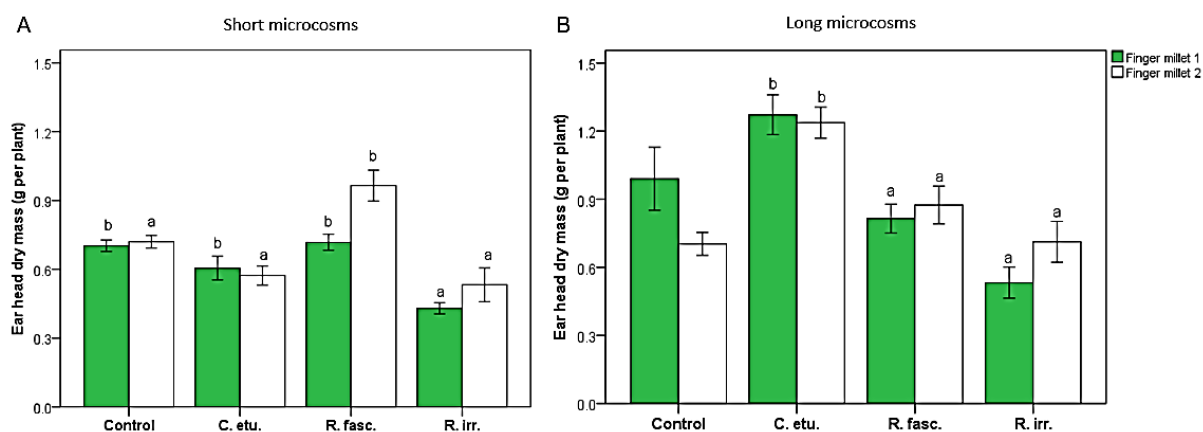 A
Short microcosms
Ear head dry mass (g per plant)
1.5
1.2
0.9
0.6
0.3
0.0
b
a
b
a
b
b
a
a
Control
C. etu.
R. fasc.
R. irr.
B
Long microcosms
Ear head dry mass (g per plant)
1.5
1.2
0.9
0.6
0.3
0.0
b
b
a
a
a
a
Control
C. etu.
R. fasc.
R. irr.
Finger millet 1
Finger millet 2